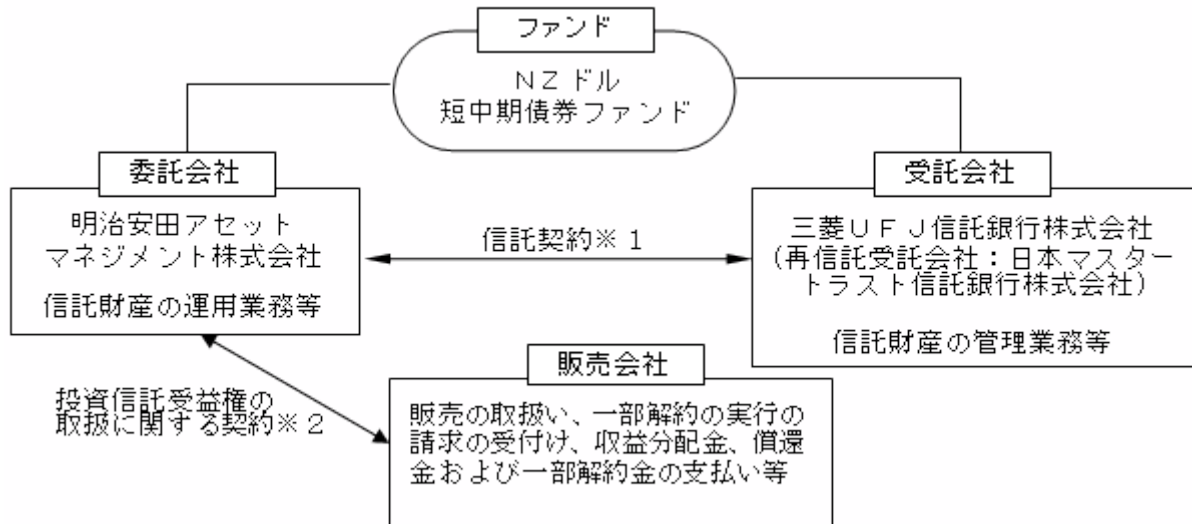 ファンド
NZドル
短中期債券ファンド
委託会社
明治安田アセット
マネジメント株式会社
信託財産の運用業務等
信託契約※1
受託会社
三菱UFJ信託銀行株式会社
(再信託受託会社:日本マスター
トラスト信託銀行株式会社)
信託財産の管理業務等
投資信託受益権の
取扱に関する契約※2
販売会社
販売の取扱い、一部解約の実行の
請求の受付け、収益分配金、償還
金および一部解約金の支払い等